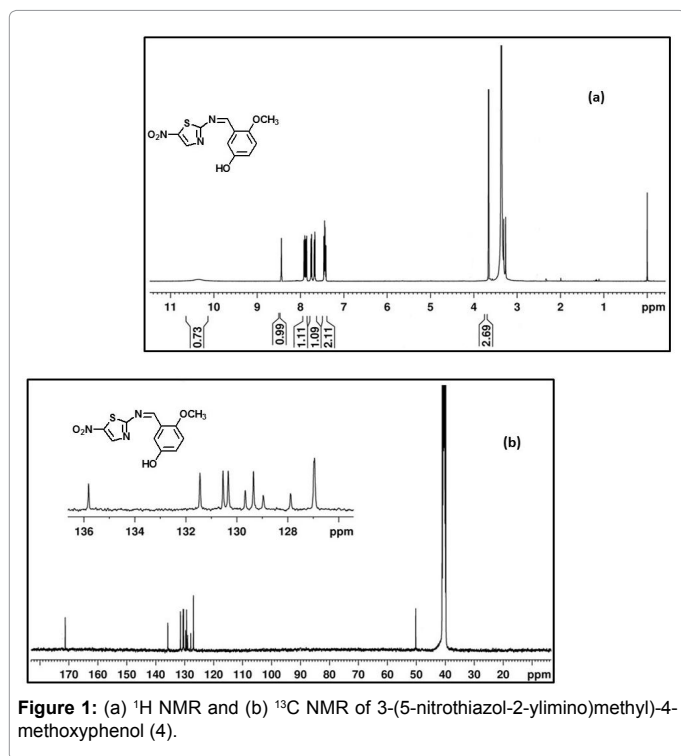 (a)
S
N
OCH₃
O₂N
N
HO
11 10 9 8 7 6 5 4 3 2 1 ppm
0.73 0.99 1.11 1.09 2.11 2.69
S
N
OCH₃
O₂N
N
HO
(b)
136 134 132 130 128 ppm
170 160 150 140 130 120 110 100 90 80 70 60 50 40 30 20 ppm
Figure 1: (a) ¹H NMR and (b) ¹³C NMR of 3-(5-nitrothiazol-2-ylimino)methyl)-4-
methoxyphenol (4).